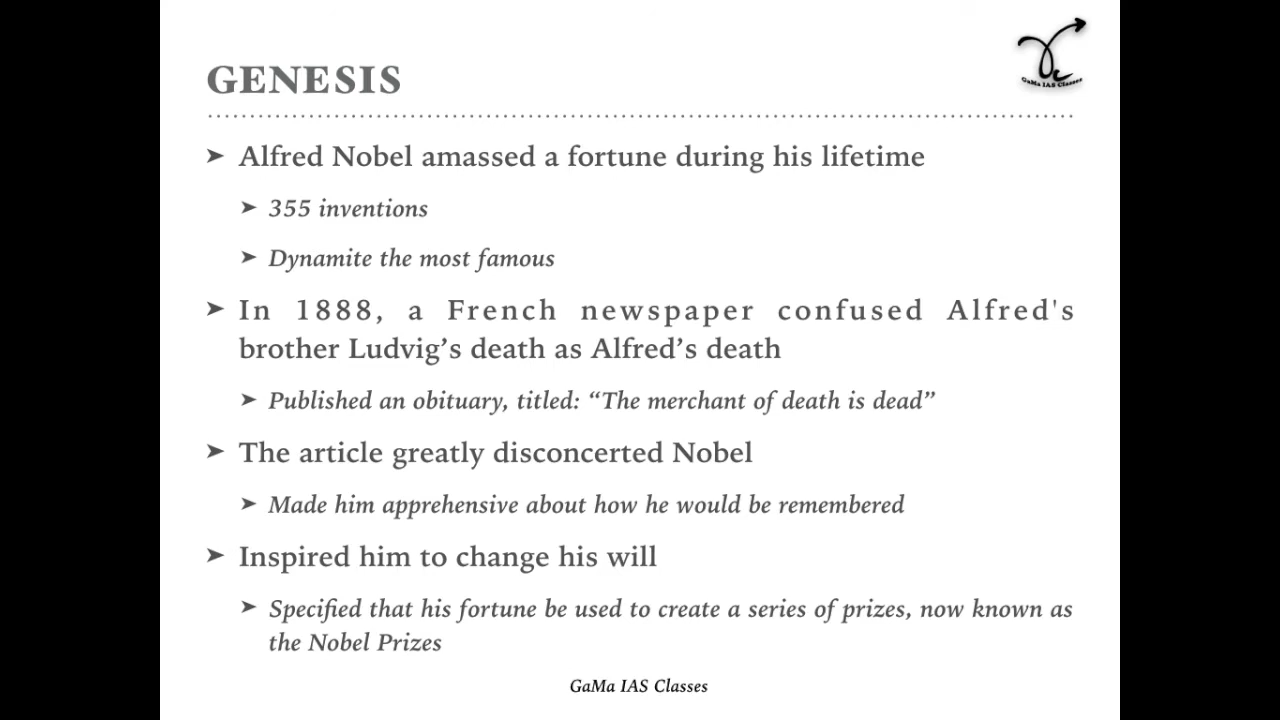 GaMa IAS Classes
GENESIS
➤ Alfred Nobel amassed a fortune during his lifetime
➤ 355 inventions
➤ Dynamite the most famous
➤ In 1888, a French newspaper confused Alfred's
brother Ludvig’s death as Alfred’s death
➤ Published an obituary, titled: “The merchant of death is dead”
➤ The article greatly disconcerted Nobel
➤ Made him apprehensive about how he would be remembered
➤ Inspired him to change his will
➤ Specified that his fortune be used to create a series of prizes, now known as
the Nobel Prizes
GaMa IAS Classes